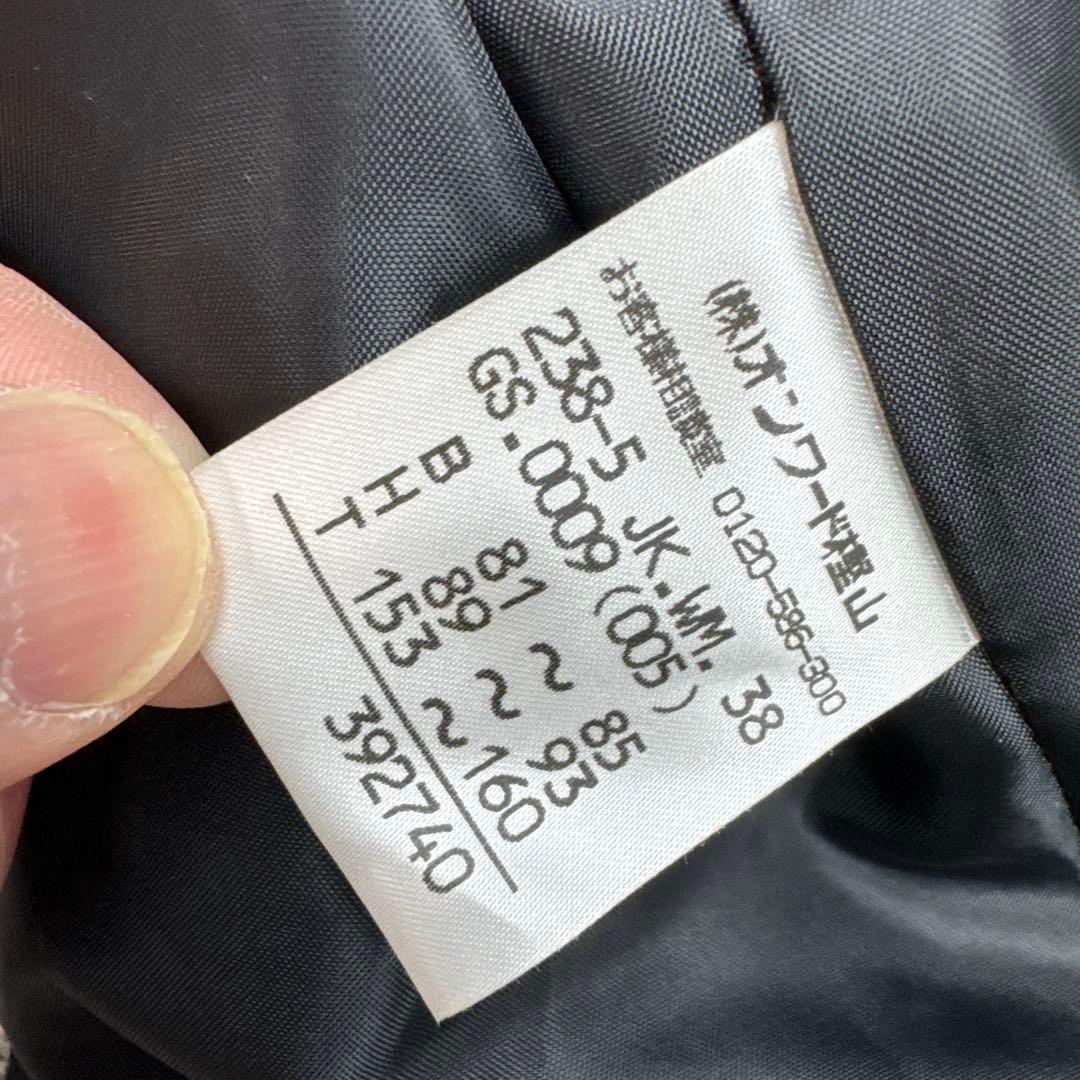 (株)オンワード樫山
お客様相談室 0120-586-300
238-5 JK.WM. 38
GS.0009(005)
B 81 ~ 85
H 89 ~ 93
T 153 ~ 160
392740